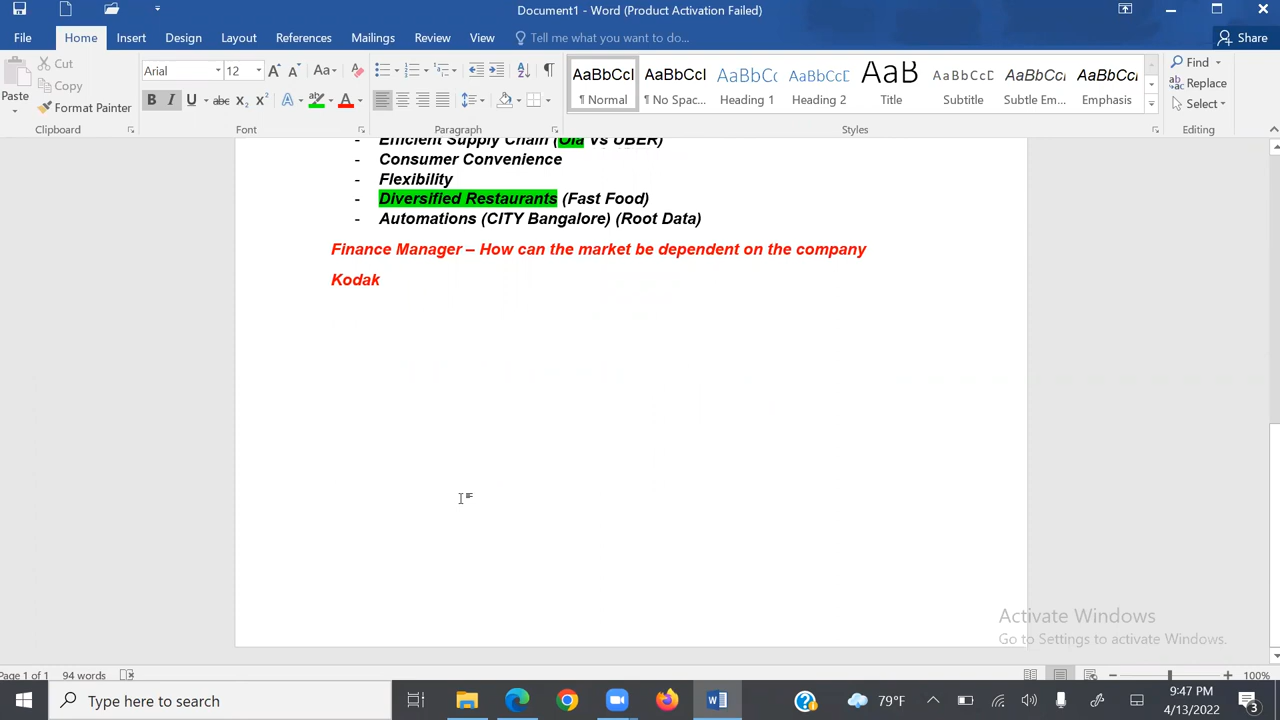 Document1 - Word (Product Activation Failed)
File Home Insert Design Layout References Mailings Review View Tell me what you want to do... Share
Cut
Copy
Paste
Format Painter
Clipboard
Arial 12
Font
Paragraph
AaBbCcI AaBbCcI AaBbCc AaBbCcD AaB AaBbCcD AaBbCcD AaBbCcI
¶ Normal ¶ No Spac... Heading 1 Heading 2 Title Subtitle Subtle Em... Emphasis
Styles
Find
Replace
Select
Editing
- Efficient Supply Chain (Ola Vs UBER)
- Consumer Convenience
- Flexibility
- Diversified Restaurants (Fast Food)
- Automations (CITY Bangalore) (Root Data)
Finance Manager – How can the market be dependent on the company
Kodak
Activate Windows
Go to Settings to activate Windows.
Page 1 of 1 94 words 100%
Type here to search
79°F
9:47 PM
4/13/2022
3